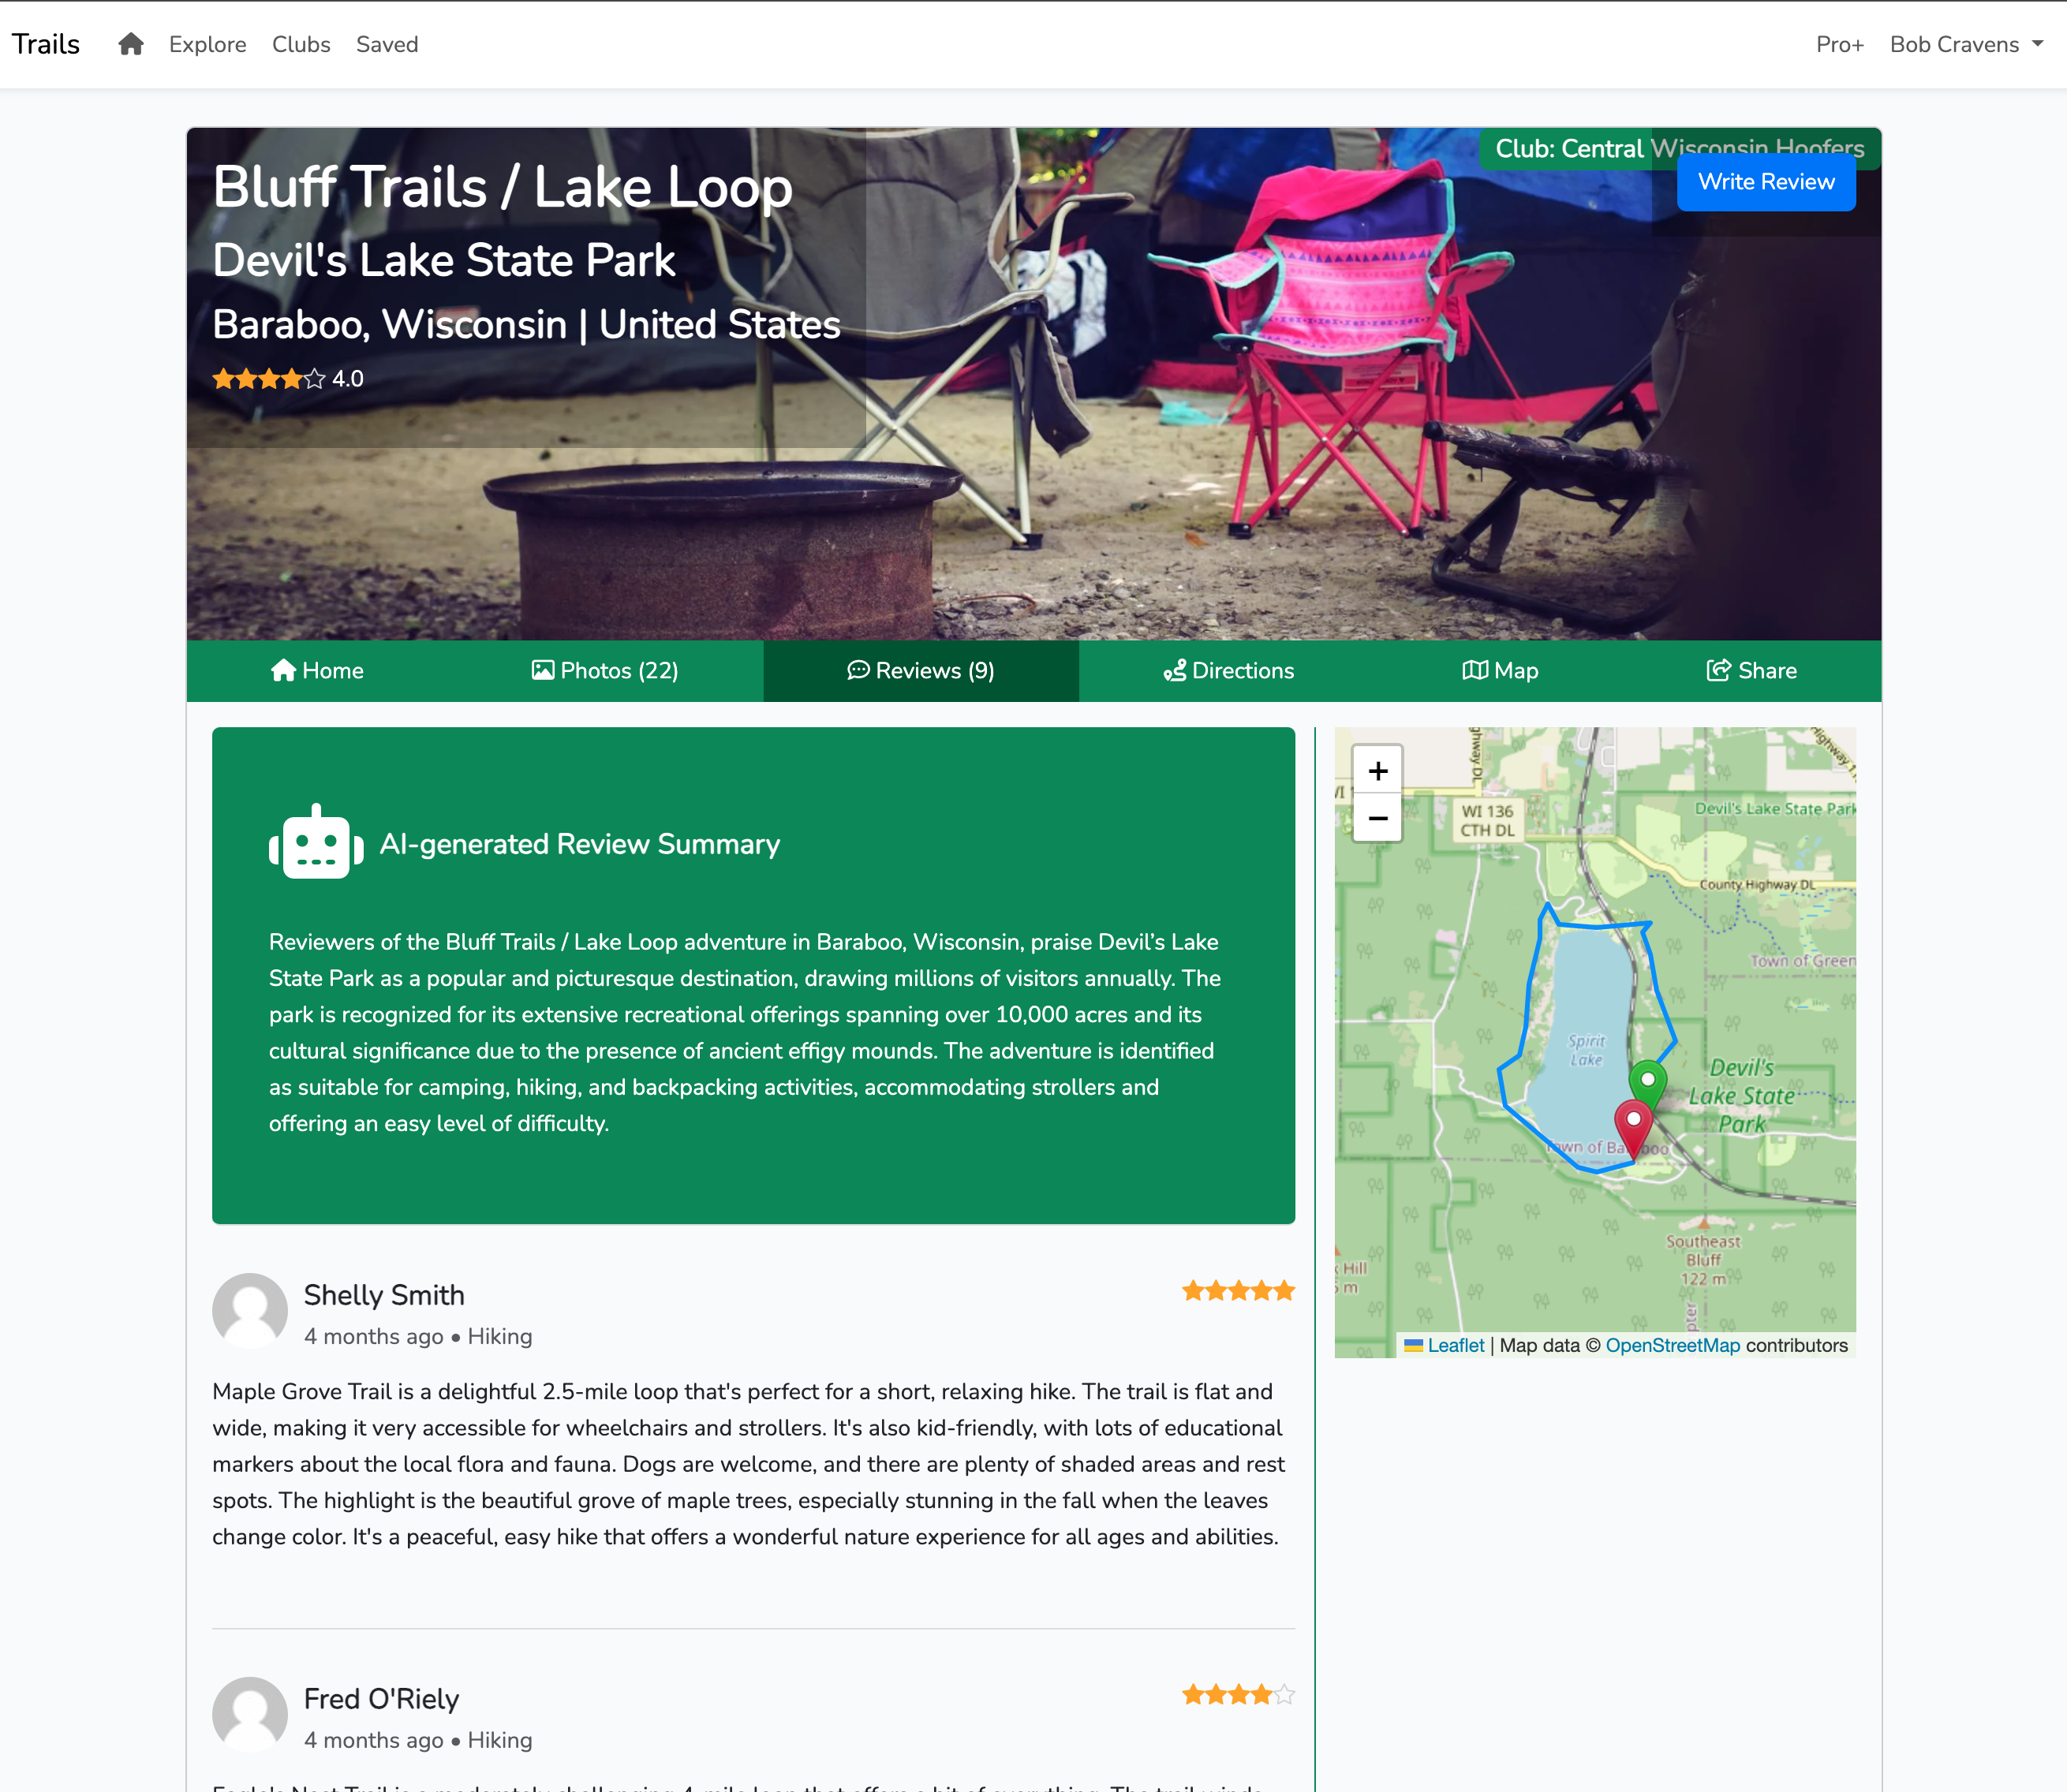 Trails Explore Clubs Saved Pro+ Bob Cravens
Club: Central Wisconsin Hoofers
Write Review
Bluff Trails / Lake Loop
Devil's Lake State Park
Baraboo, Wisconsin | United States
4.0
Home Photos (22) Reviews (9) Directions Map Share
AI-generated Review Summary
Reviewers of the Bluff Trails / Lake Loop adventure in Baraboo, Wisconsin, praise Devil’s Lake
State Park as a popular and picturesque destination, drawing millions of visitors annually. The
park is recognized for its extensive recreational offerings spanning over 10,000 acres and its
cultural significance due to the presence of ancient effigy mounds. The adventure is identified
as suitable for camping, hiking, and backpacking activities, accommodating strollers and
offering an easy level of difficulty.
Shelly Smith
4 months ago • Hiking
Maple Grove Trail is a delightful 2.5-mile loop that's perfect for a short, relaxing hike. The trail is flat and
wide, making it very accessible for wheelchairs and strollers. It's also kid-friendly, with lots of educational
markers about the local flora and fauna. Dogs are welcome, and there are plenty of shaded areas and rest
spots. The highlight is the beautiful grove of maple trees, especially stunning in the fall when the leaves
change color. It's a peaceful, easy hike that offers a wonderful nature experience for all ages and abilities.
Fred O'Riely
4 months ago • Hiking
+
−
ghway DL
Highway 1
WI 136
CTH DL
Devil's Lake State Park
County Highway DL
Town of Green
Spirit
Lake
Devil's
Lake State
Park
Town of Ba boo
Southeast
Bluff
122 m
Hill
m
pter
Leaflet | Map data © OpenStreetMap contributors